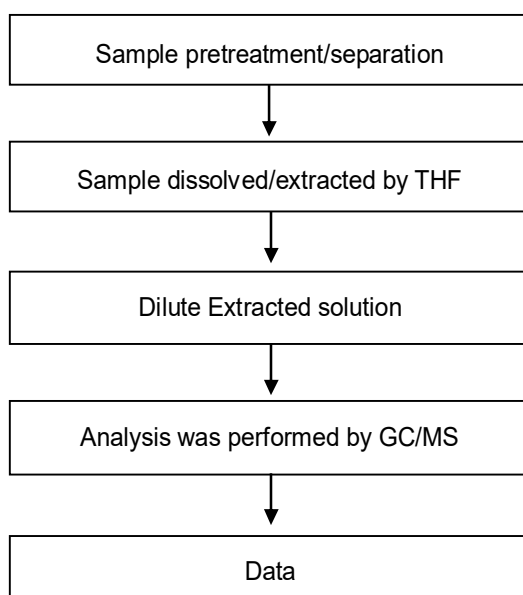 Sample pretreatment/separation
Sample dissolved/extracted by THF
Dilute Extracted solution
Analysis was performed by GC/MS
Data